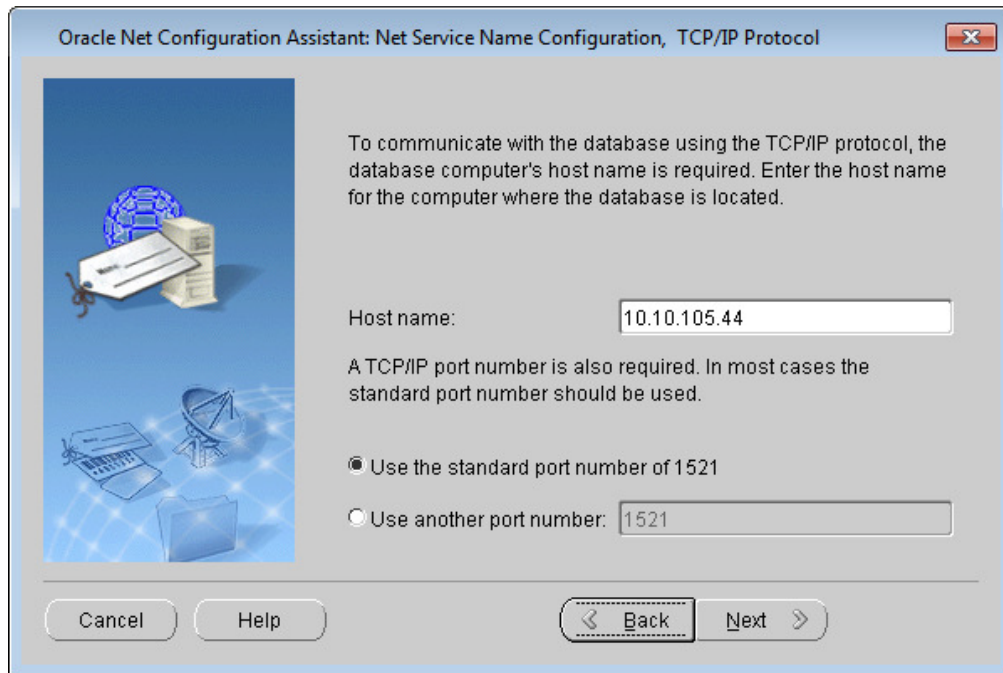 Oracle Net Configuration Assistant: Net Service Name Configuration, TCP/IP Protocol
To communicate with the database using the TCP/IP protocol, the
database computer's host name is required. Enter the host name
for the computer where the database is located.
Host name: 10.10.105.44
A TCP/IP port number is also required. In most cases the
standard port number should be used.
Use the standard port number of 1521
Use another port number: 1521
Cancel Help Back Next